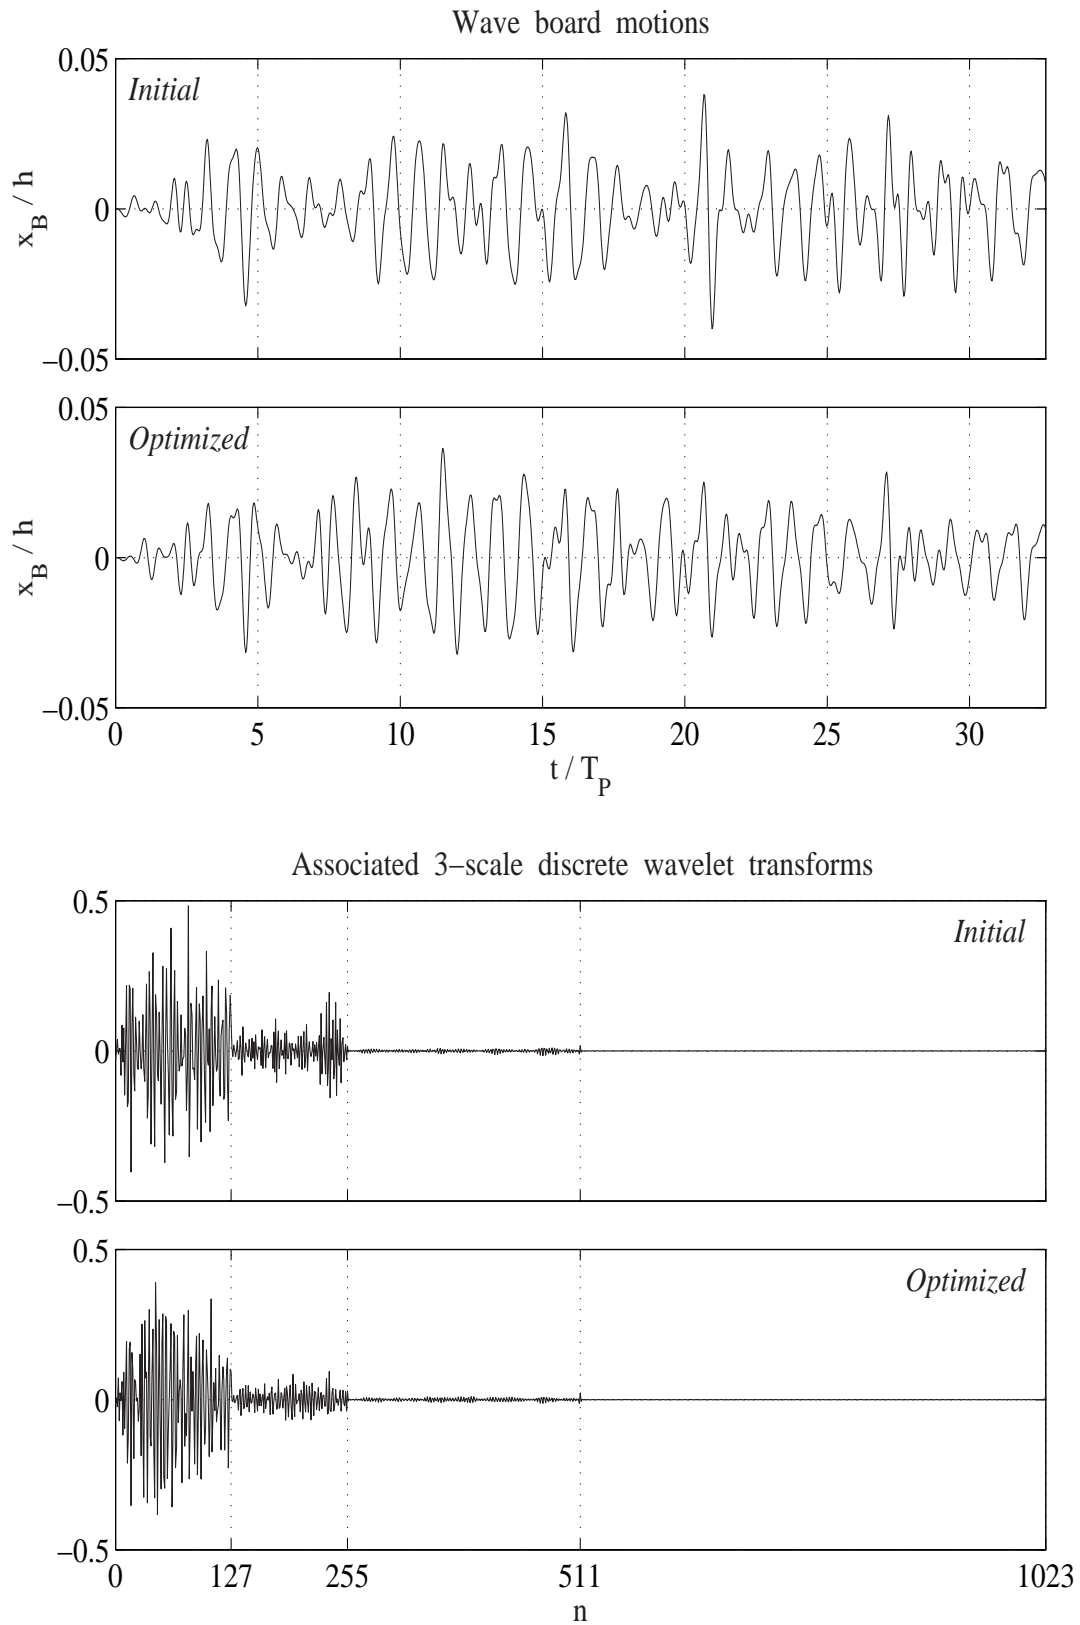 Wave board motions
0.05
Initial
x_B / h
0
−0.05
0.05
Optimized
x_B / h
0
−0.05
0 5 10 15 20 25 30
t / T_P
Associated 3−scale discrete wavelet transforms
0.5
Initial
0
−0.5
0.5
Optimized
0
−0.5
0 127 255 511 1023
n